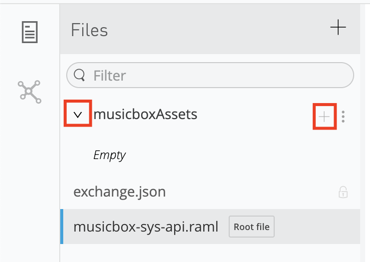 Files
Filter
musicboxAssets
Empty
exchange.json
musicbox-sys-api.raml Root file